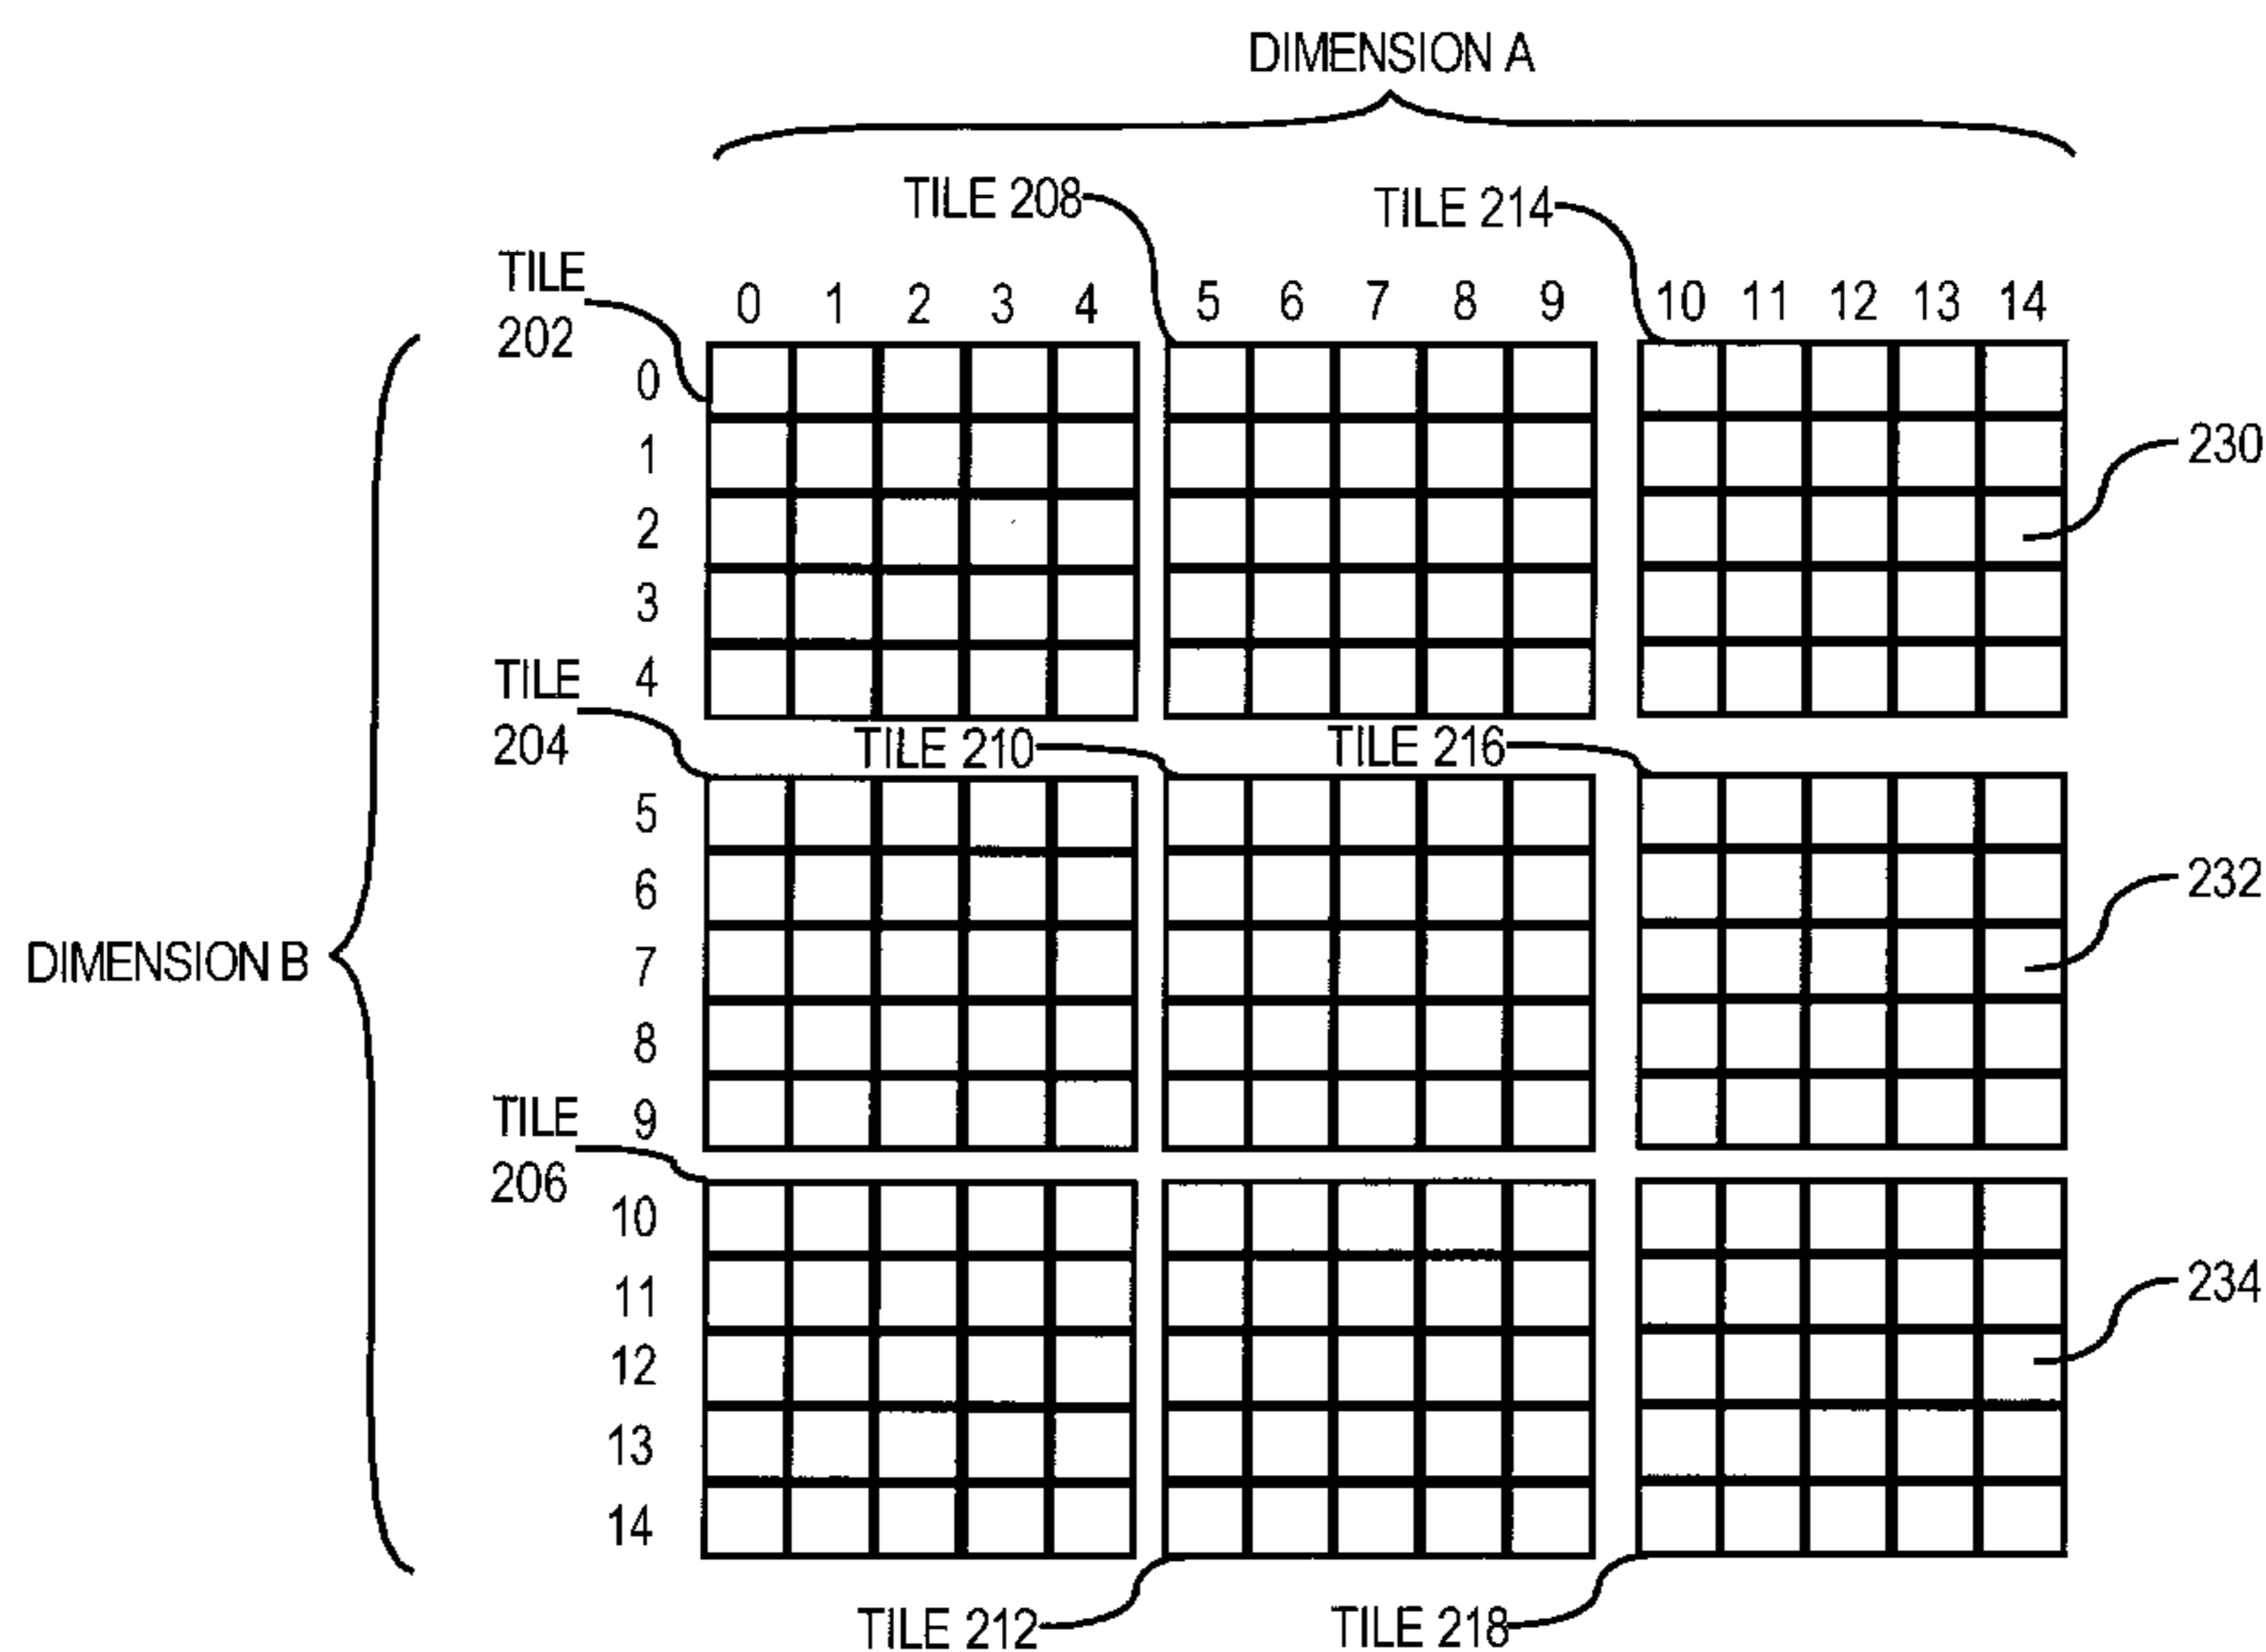 DIMENSION A
TILE 208
TILE 214
TILE
202
0 1 2 3 4 5 6 7 8 9 10 11 12 13 14
0
1
230
2
3
4
TILE
204
TILE 210
TILE 216
5
6
232
DIMENSION B
7
8
9
TILE
206
10
11
234
12
13
14
TILE 212
TILE 218